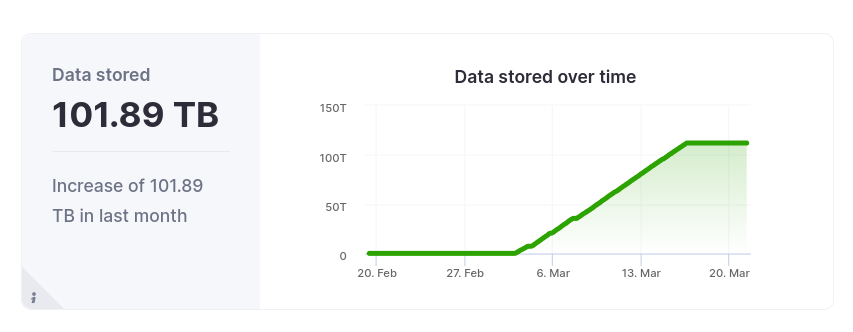 Data stored
101.89 TB
Increase of 101.89
TB in last month
i
Data stored over time
150T
100T
50T
0
20. Feb
27. Feb
6. Mar
13. Mar
20. Mar